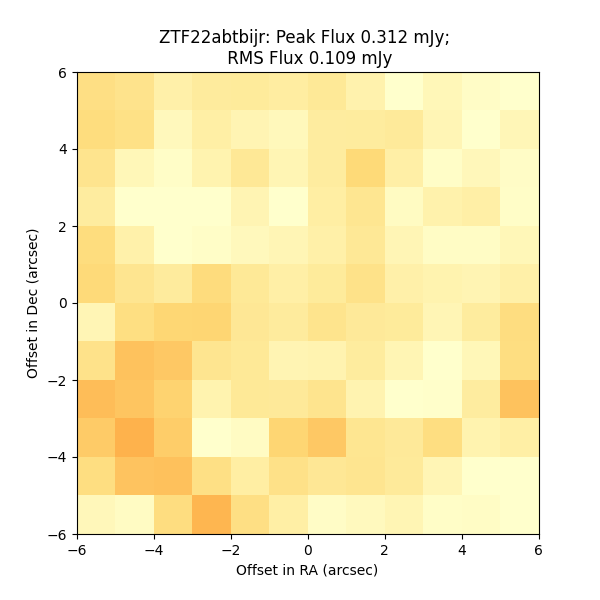 ZTF22abtbijr: Peak Flux 0.312 mJy;
RMS Flux 0.109 mJy
6
4
2
0
−2
−4
−6
Offset in Dec (arcsec)
−6 −4 −2 0 2 4 6
Offset in RA (arcsec)